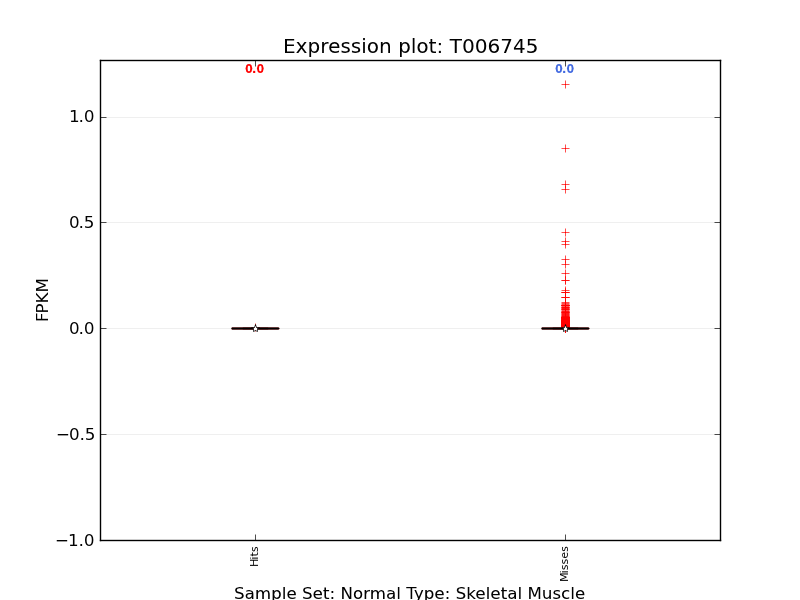 Expression plot: T006745
0.0 0.0
1.0
0.5
0.0
−0.5
−1.0
FPKM
Hits Misses
Sample Set: Normal Type: Skeletal Muscle